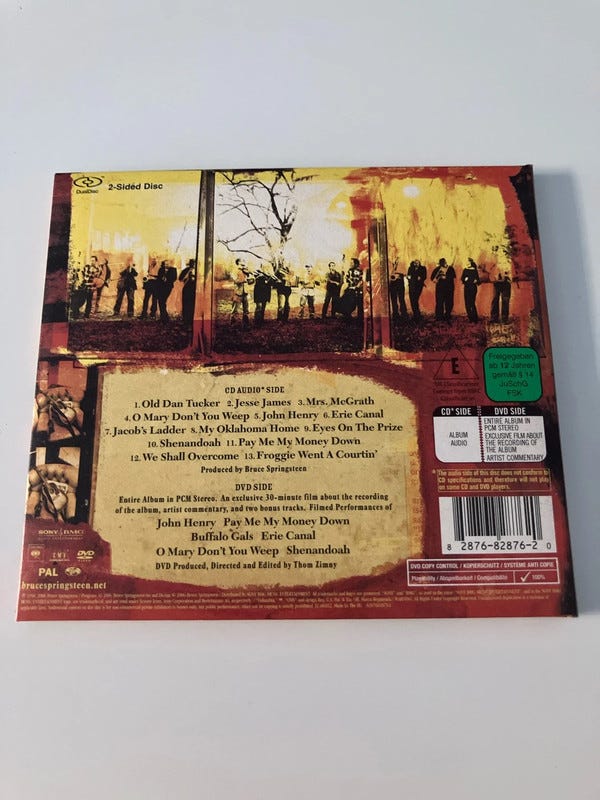 DualDisc
2-Sided Disc
CD AUDIO* SIDE
1. Old Dan Tucker 2. Jesse James 3. Mrs. McGrath
4. O Mary Don't You Weep 5. John Henry 6. Erie Canal
7. Jacob's Ladder 8. My Oklahoma Home 9. Eyes On The Prize
10. Shenandoah 11. Pay Me My Money Down
12. We Shall Overcome 13. Froggie Went A Courtin'
Produced by Bruce Springsteen
DVD SIDE
Entire Album in PCM Stereo. An exclusive 30-minute film about the recording
of the album, artist commentary, and two bonus tracks. Filmed Performances of
John Henry Pay Me My Money Down
Buffalo Gals Erie Canal
O Mary Don't You Weep Shenandoah
DVD Produced, Directed and Edited by Thom Zimny
E
Freigegeben
ab 12 Jahren
gemäß § 14
JuSchG
FSK
CD* SIDE
DVD SIDE
ALBUM
AUDIO
ENTIRE ALBUM IN
PCM STEREO
EXCLUSIVE FILM ABOUT
THE RECORDING OF
THE ALBUM
ARTIST COMMENTARY
* The audio side of this disc does not conform to
CD specifications and therefore will not play
on some CD and DVD players.
8 2876-82876-2 0
DVD COPY CONTROL / KOPIERSCHUTZ / SYSTÈME ANTI COPIE
Playability / Abspielbarkeit / Compatibilité ✓ 100%
SONY BMG
DVD
PAL
brucespringsteen.net